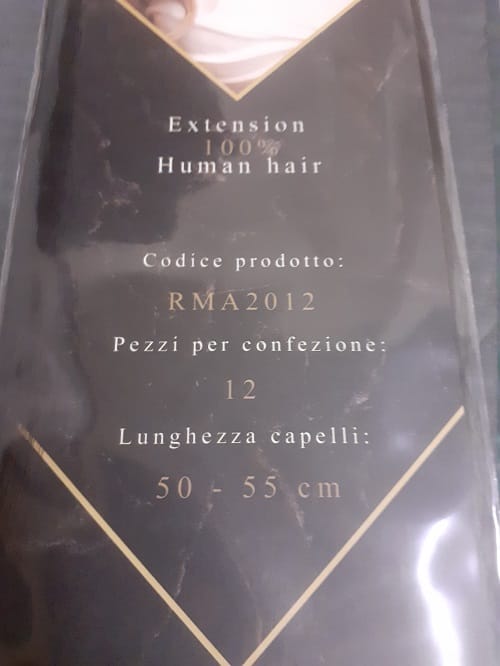 Extension
100%
Human hair
Codice prodotto:
RMA2012
Pezzi per confezione:
12
Lunghezza capelli:
50 - 55 cm